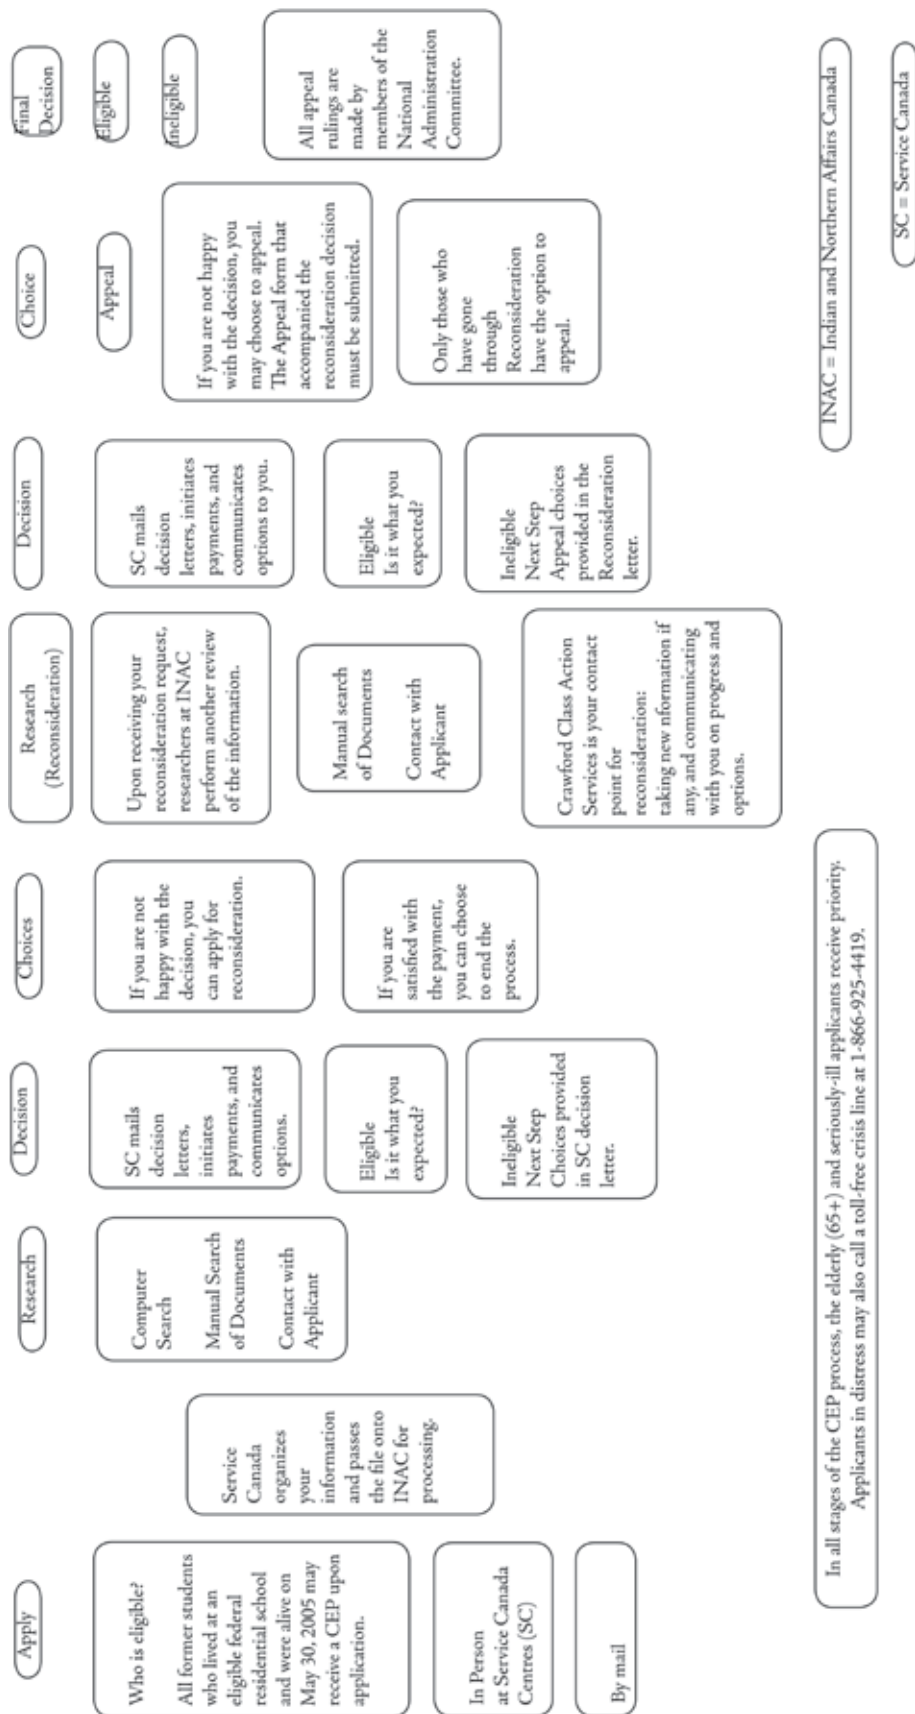 Apply
Who is eligible?
All former students
who lived at an
eligible federal
residential school
and were alive on
May 30, 2005 may
receive a CEP upon
application.
In Person
at Service Canada
Centres (SC)
By mail
Service
Canada
organizes
your
information
and passes
the file onto
INAC for
processing.
Research
Computer
Search
Manual Search
of Documents
Contact with
Applicant
Decision
SC mails
decision
letters,
initiates
payments, and
communicates
options.
Eligible
Is it what you
expected?
Ineligible
Next Step
Choices provided
in SC decision
letter.
Choices
If you are not
happy with the
decision, you
can apply for
reconsideration.
If you are
satisfied with
the payment,
you can choose
to end the
process.
Research
(Reconsideration)
Upon receiving your
reconsideration request,
researchers at INAC
perform another review
of the information.
Manual search
of Documents
Contact with
Applicant
Crawford Class Action
Services is your contact
point for
reconsideration:
taking new nformation if
any, and communicating
with you on progress and
options.
Decision
SC mails
decision
letters, initiates
payments, and
communicates
options to you.
Eligible
Is it what you
expected?
Ineligible
Next Step
Appeal choices
provided in the
Reconsideration
letter.
Choice
Appeal
If you are not happy
with the decision, you
may choose to appeal.
The Appeal form that
accompanied the
reconsideration decision
must be submitted.
Only those who
have gone
through
Reconsideration
have the option to
appeal.
Final
Decision
Eligible
Ineligible
All appeal
rulings are
made by
members of the
National
Administration
Committee.
In all stages of the CEP process, the elderly (65+) and seriously-ill applicants receive priority.
Applicants in distress may also call a toll-free crisis line at 1-866-925-4419.
INAC = Indian and Northern Affairs Canada
SC = Service Canada